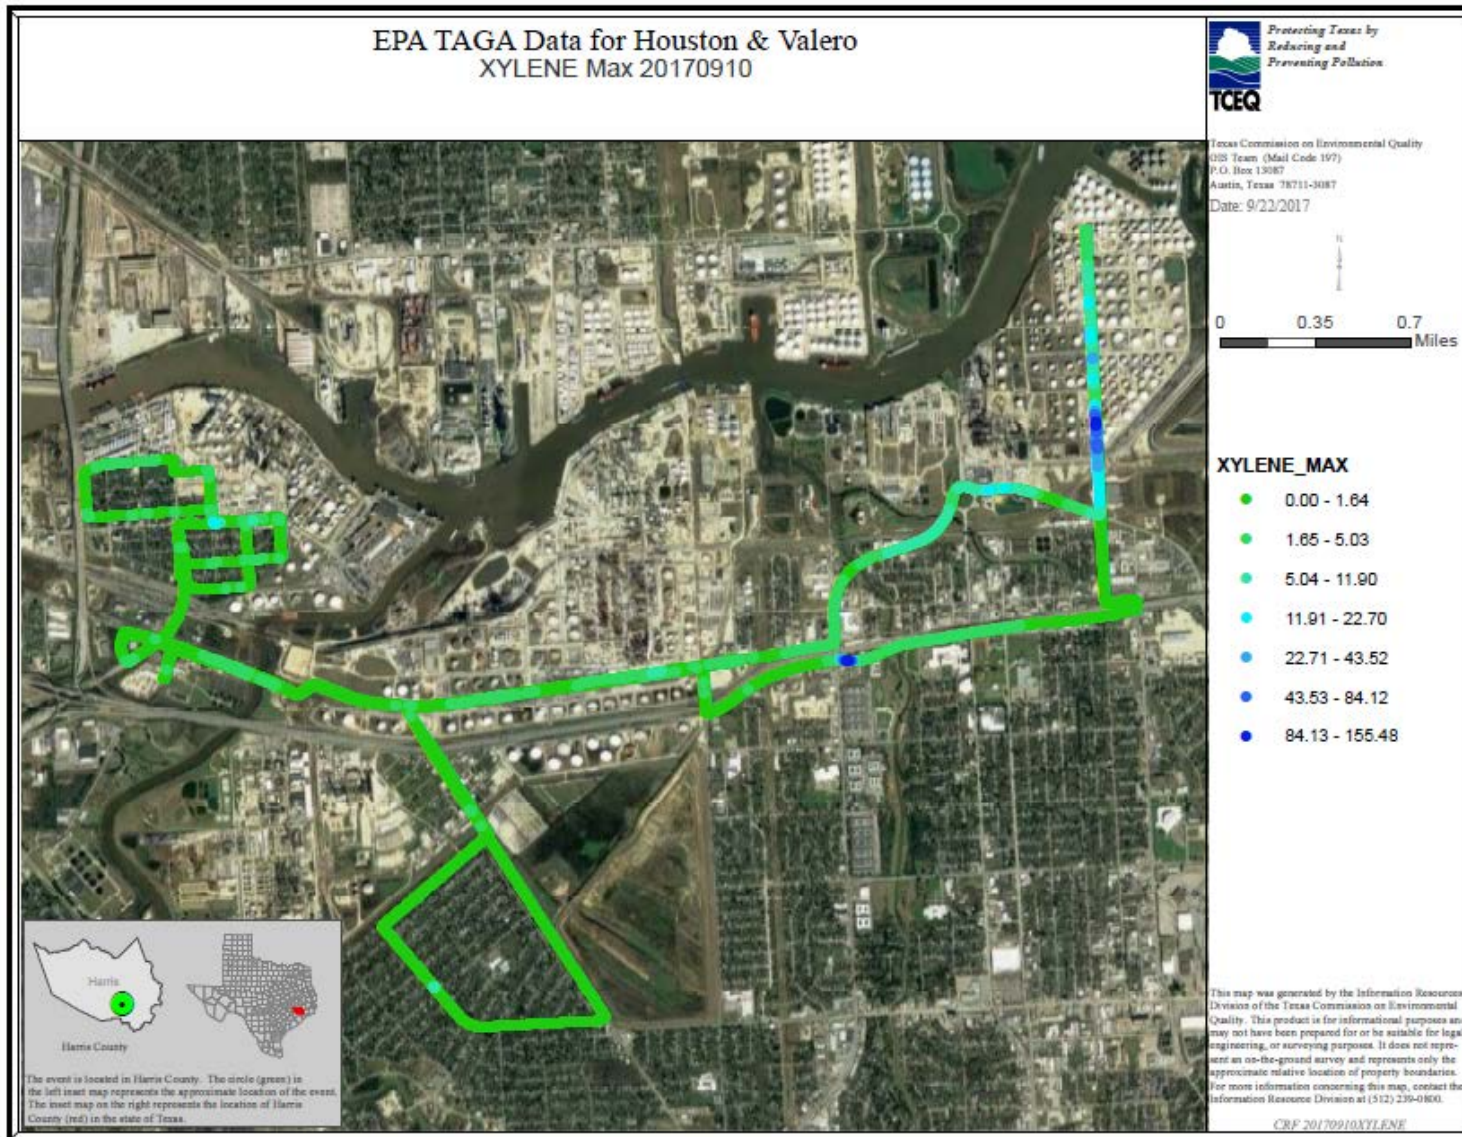 EPA TAGA Data for Houston & Valero
XYLENE Max 20170910
Protecting Texas by
Reducing and
Preventing Pollution
TCEQ
Texas Commission on Environmental Quality
GIS Team (Mail Code 197)
P.O. Box 13087
Austin, Texas 78711-3087
Date: 9/22/2017
N
0 0.35 0.7
Miles
XYLENE_MAX
0.00 - 1.64
1.65 - 5.03
5.04 - 11.90
11.91 - 22.70
22.71 - 43.52
43.53 - 84.12
84.13 - 155.48
Harris
Harris County
The event is located in Harris County. The circle (green) in
the left inset map represents the approximate location of the event.
The inset map on the right represents the location of Harris
County (red) in the state of Texas.
This map was generated by the Information Resources
Division of the Texas Commission on Environmental
Quality. This product is for informational purposes an
may not have been prepared for or be suitable for legal
engineering, or surveying purposes. It does not repre-
sent an on-the-ground survey and represents only the
approximate relative location of property boundaries.
For more information concerning this map, contact the
Information Resource Division at (512) 239-0800.
CRF 20170910XYLENE